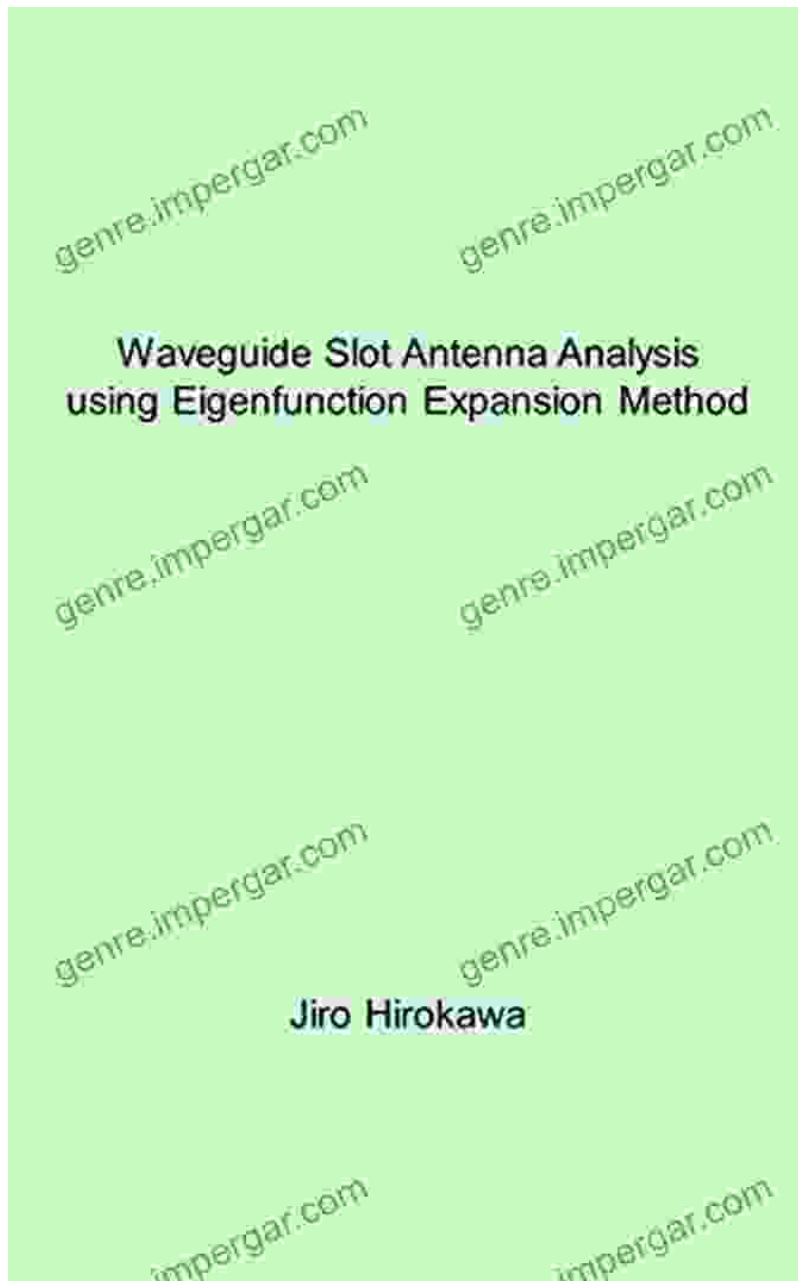 genre.impergar.com genre.impergar.com
Waveguide Slot Antenna Analysis
using Eigenfunction Expansion Method
genre.impergar.com genre.impergar.com
genre.impergar.com genre.impergar.com
Jiro Hirokawa
impergar.com impergar.com